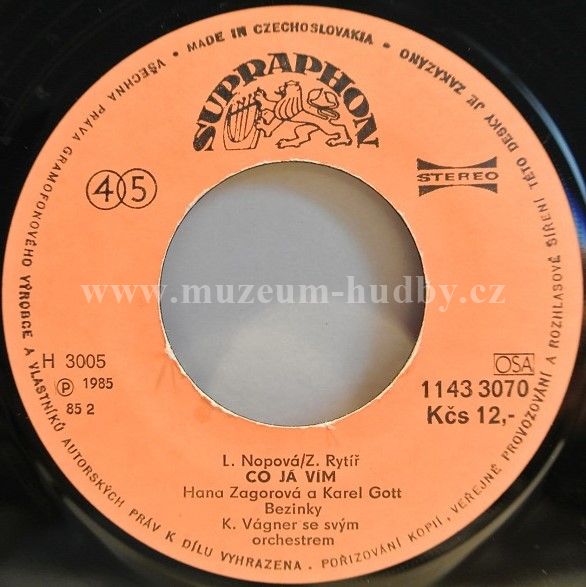 VŠECHNA PRÁVA GRAMOFONOVÉHO VÝROBCE A VLASTNÍKŮ AUTORSKÝCH PRÁV K DÍLU VYHRAZENA. POŘIZOVÁNÍ KOPIÍ, VEŘEJNÉ PROVOZOVÁNÍ A ROZHLASOVÉ ŠÍŘENÍ TÉTO DESKY JE ZAKÁZÁNO • MADE IN CZECHOSLOVAKIA •
SUPRAPHON
45
STEREO
www.muzeum-hudby.cz
H 3005
Ⓟ 1985
85 2
OSA
1143 3070
Kčs 12,-
L. Nopová/Z. Rytíř
CO JÁ VÍM
Hana Zagorová a Karel Gott
Bezinky
K. Vágner se svým
orchestrem